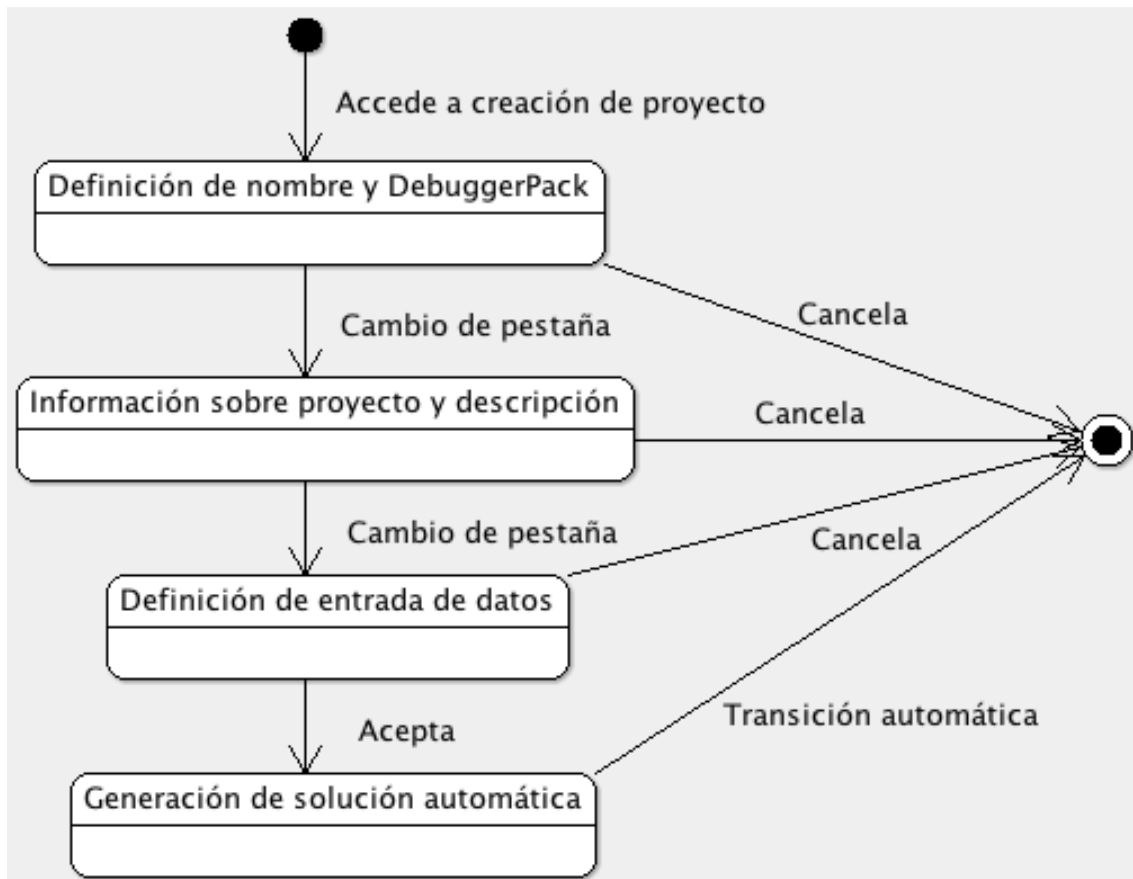 Accede a creación de proyecto
Definición de nombre y DebuggerPack
Cancela
Cambio de pestaña
Información sobre proyecto y descripción
Cancela
Cambio de pestaña
Cancela
Definición de entrada de datos
Transición automática
Acepta
Generación de solución automática